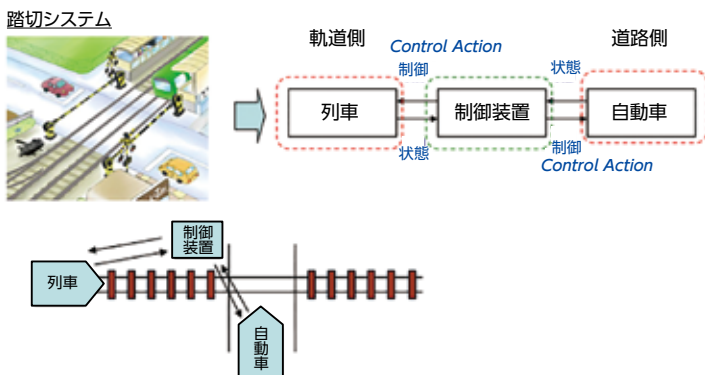 踏切システム
軌道側
Control Action
道路側
制御
状態
列車
制御装置
自動車
状態
制御
Control Action
制御
装置
列車
自動車